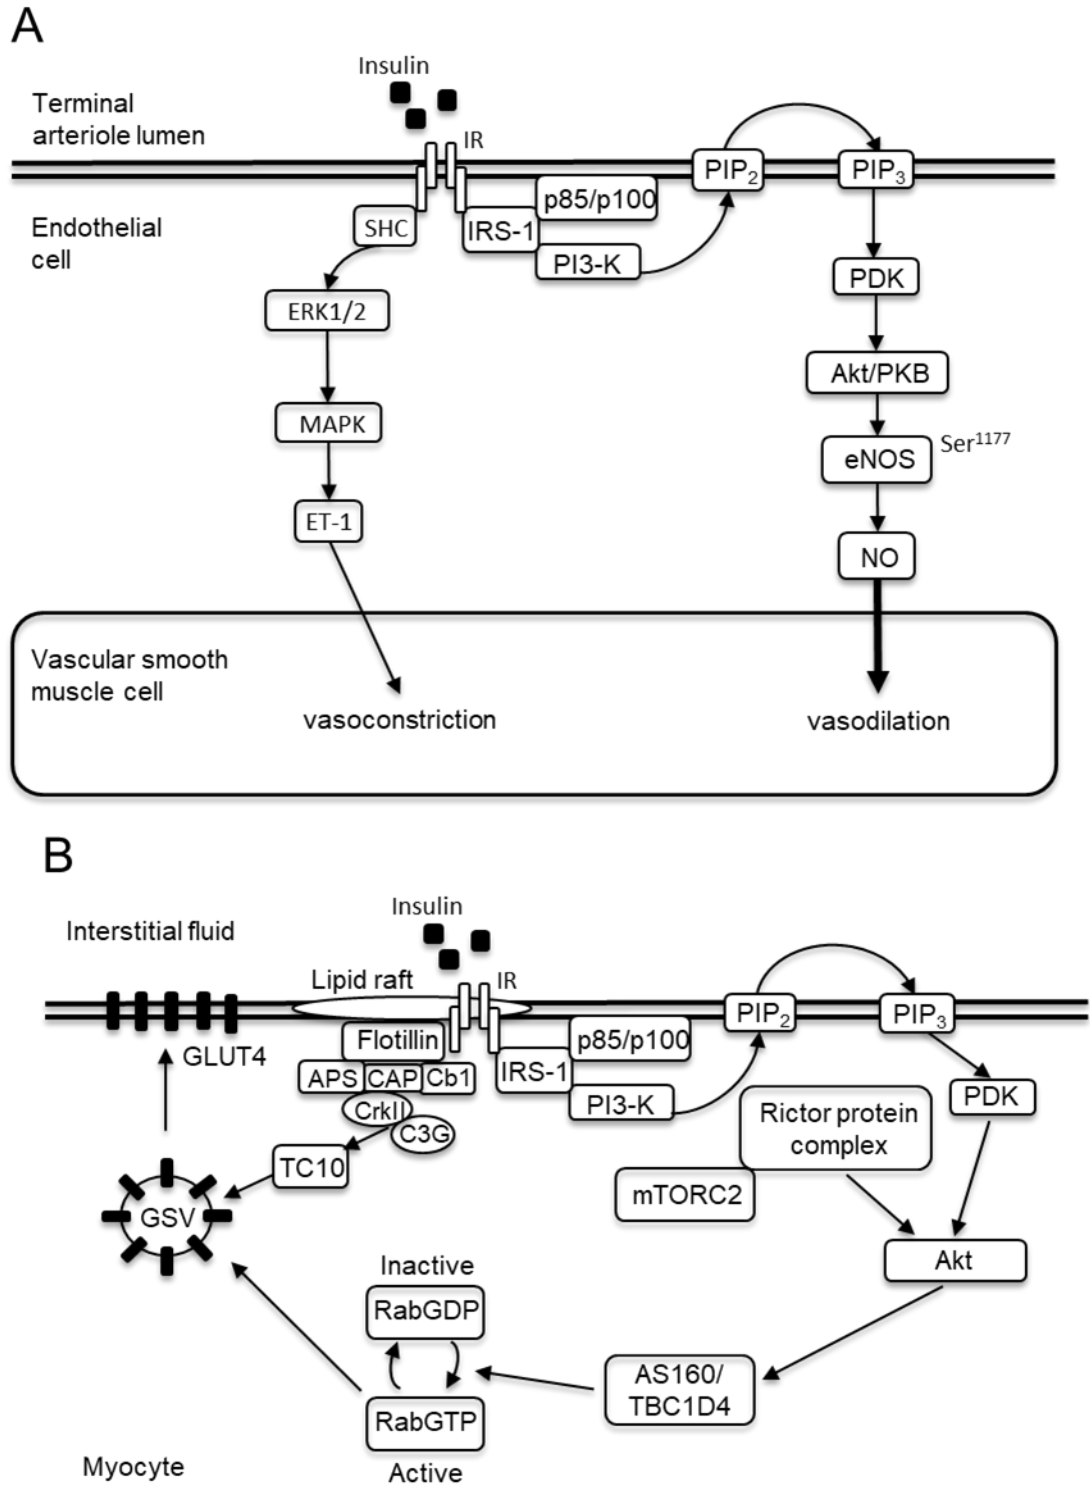 A
Insulin
Terminal
arteriole lumen
IR
PIP2
PIP3
p85/p100
Endothelial
cell
SHC
IRS-1
PI3-K
PDK
ERK1/2
Akt/PKB
MAPK
Ser1177
eNOS
ET-1
NO
Vascular smooth
muscle cell
vasoconstriction
vasodilation
B
Insulin
Interstitial fluid
Lipid raft
IR
PIP2
PIP3
Flotillin
p85/p100
GLUT4
APS
CAP
Cb1
IRS-1
PI3-K
PDK
CrkII
C3G
Rictor protein
complex
TC10
mTORC2
GSV
Akt
Inactive
RabGDP
AS160/
TBC1D4
RabGTP
Myocyte
Active